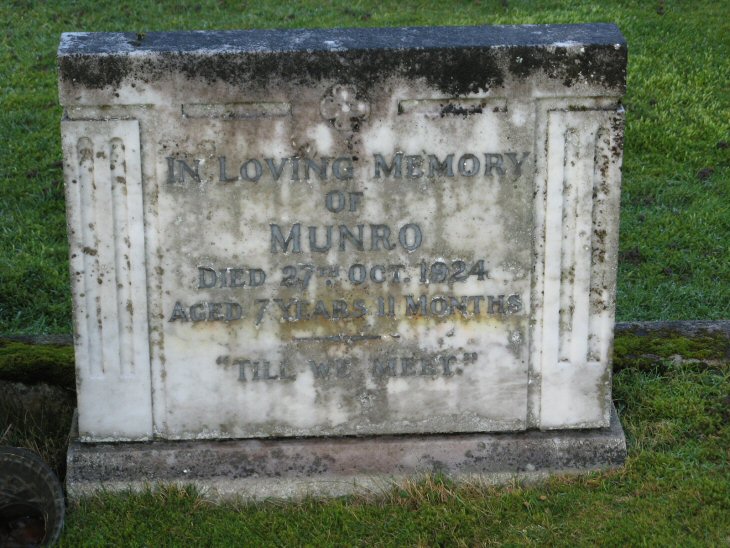 IN LOVING MEMORY
OF
MUNRO
DIED 27TH OCT. 1924
AGED 7 YEARS 11 MONTHS
"TILL WE MEET."